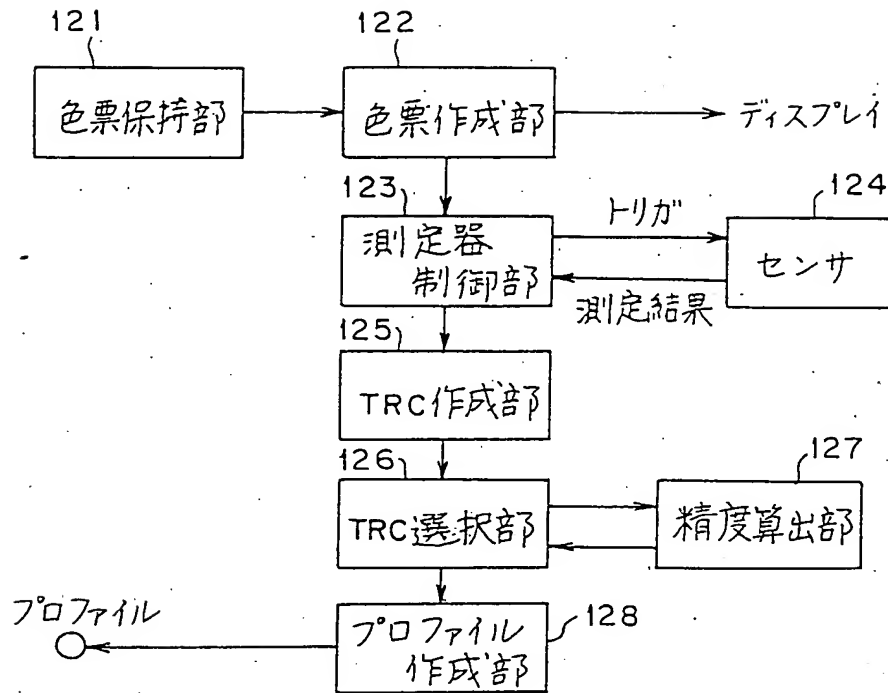 121
122
色票保持部
色票作成部
ディスプレイ
123
トリガ
124
測定器
制御部
センサ
測定結果
125
TRC作成部
126
127
TRC選択部
精度算出部
プロファイル
プロファイル
作成部
128